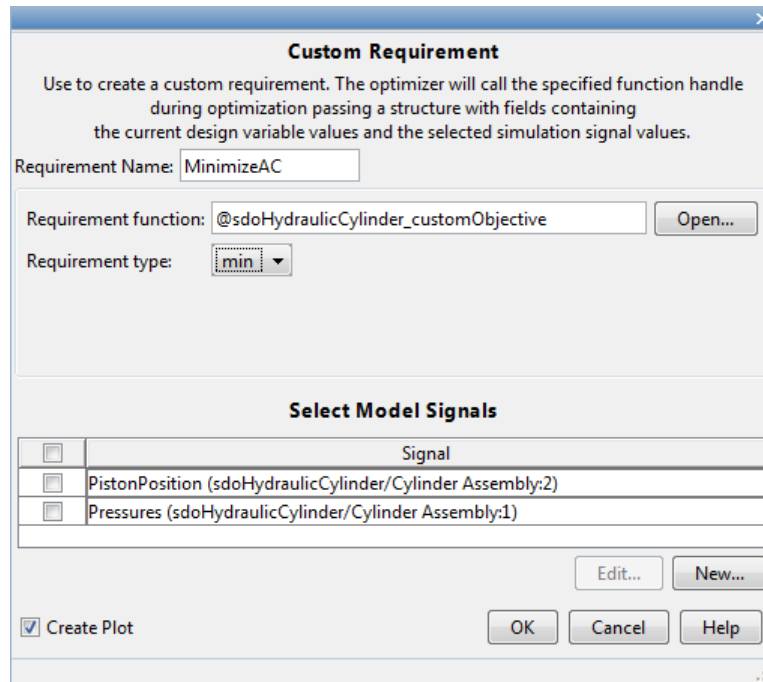 Custom Requirement
Use to create a custom requirement. The optimizer will call the specified function handle
during optimization passing a structure with fields containing
the current design variable values and the selected simulation signal values.
Requirement Name: MinimizeAC
Requirement function: @sdoHydraulicCylinder_customObjective Open...
Requirement type: min
Select Model Signals
Signal
PistonPosition (sdoHydraulicCylinder/Cylinder Assembly:2)
Pressures (sdoHydraulicCylinder/Cylinder Assembly:1)
Edit... New...
Create Plot OK Cancel Help